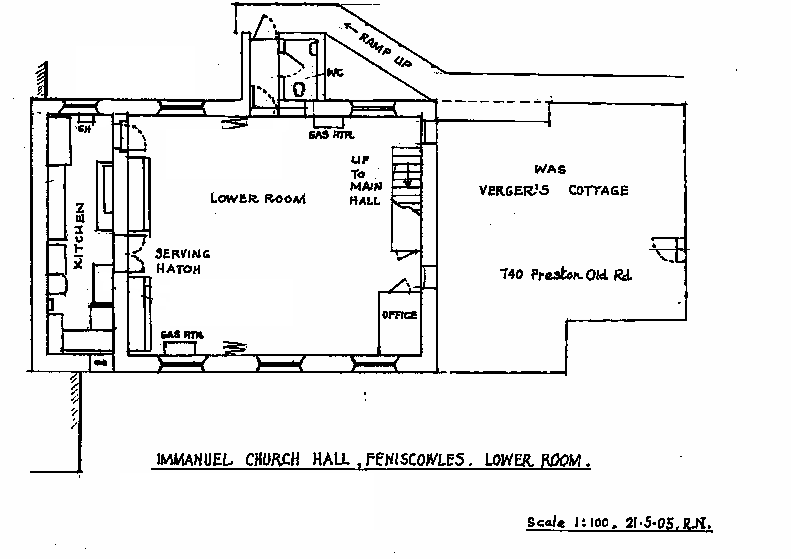 RAMP UP
WC
GAS HTR.
UP
TO
MAIN
HALL
WAS
VERGER'S COTTAGE
LOWER ROOM
KITCHEN
SERVING
HATCH
740 Preston Old Rd.
OFFICE
GAS HTR.
IMMANUEL CHURCH HALL, FENISCOWLES. LOWER ROOM.
Scale 1:100. 21·5·05. R.N.